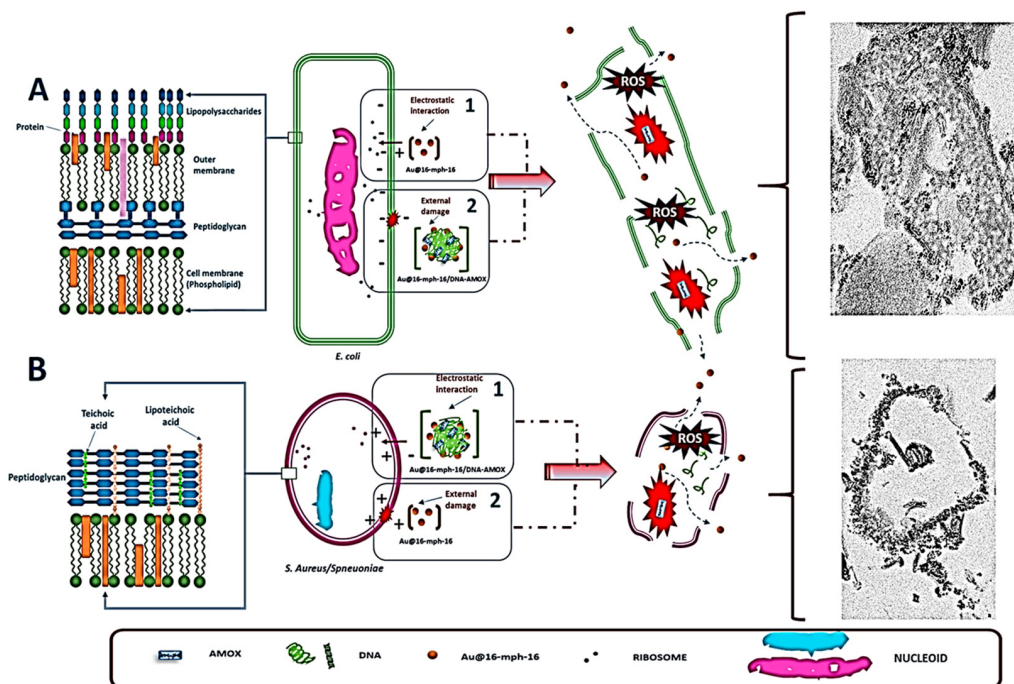 A
Lipopolysaccharides
Protein
Outer
membrane
Peptidoglycan
Cell membrane
(Phospholipid)
E. coli
Electrostatic
interaction
1
Au@16-mph-16
External
damage
2
Au@16-mph-16/DNA-AMOX
ROS
ROS
B
Teichoic
acid
Lipoteichoic
acid
Peptidoglycan
S. Aureus/Spneuoniae
Electrostatic
interaction
1
Au@16-mph-16/DNA-AMOX
External
damage
2
Au@16-mph-16
ROS
AMOX
DNA
Au@16-mph-16
RIBOSOME
NUCLEOID